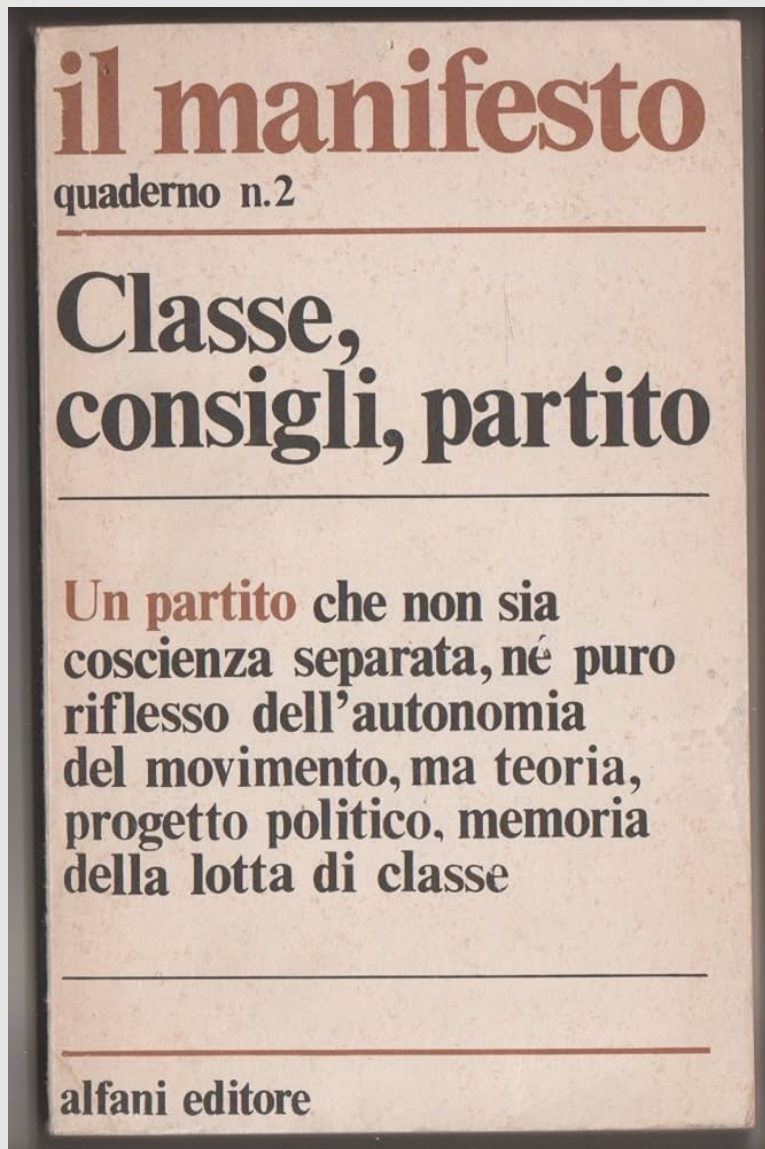 il manifesto
quaderno n.2
Classe,
consigli, partito
Un partito che non sia
coscienza separata, né puro
riflesso dell'autonomia
del movimento, ma teoria,
progetto politico, memoria
della lotta di classe
alfani editore